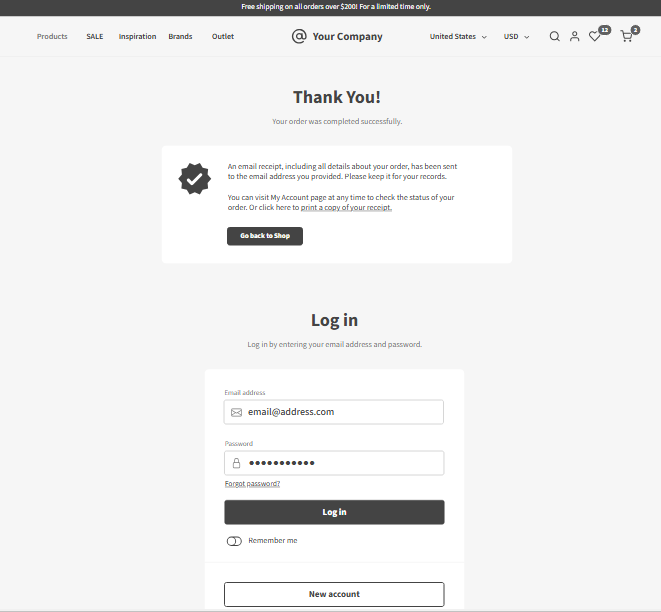 Free shipping on all orders over $200! For a limited time only.
Products SALE Inspiration Brands Outlet @ Your Company United States USD 12 2
Thank You!
Your order was completed successfully.
An email receipt, including all details about your order, has been sent
to the email address you provided. Please keep it for your records.
You can visit My Account page at any time to check the status of your
order. Or click here to print a copy of your receipt.
Go back to Shop
Log in
Log in by entering your email address and password.
Email address
email@address.com
Password
●●●●●●●●●●●
Forgot password?
Log in
Remember me
New account